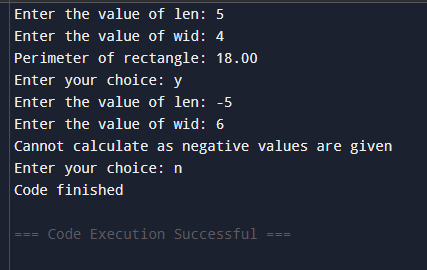 Enter the value of len: 5
Enter the value of wid: 4
Perimeter of rectangle: 18.00
Enter your choice: y
Enter the value of len: -5
Enter the value of wid: 6
Cannot calculate as negative values are given
Enter your choice: n
Code finished
=== Code Execution Successful ===